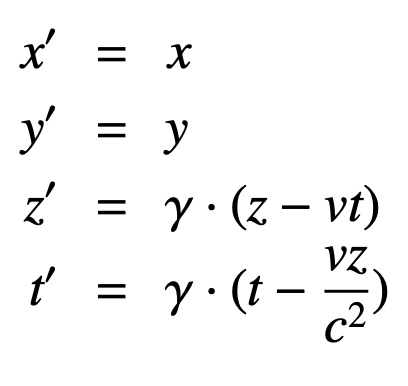 x′ = x
y′ = y
z′ = γ · (z − vt)
t′ = γ · (t − vz/c²)